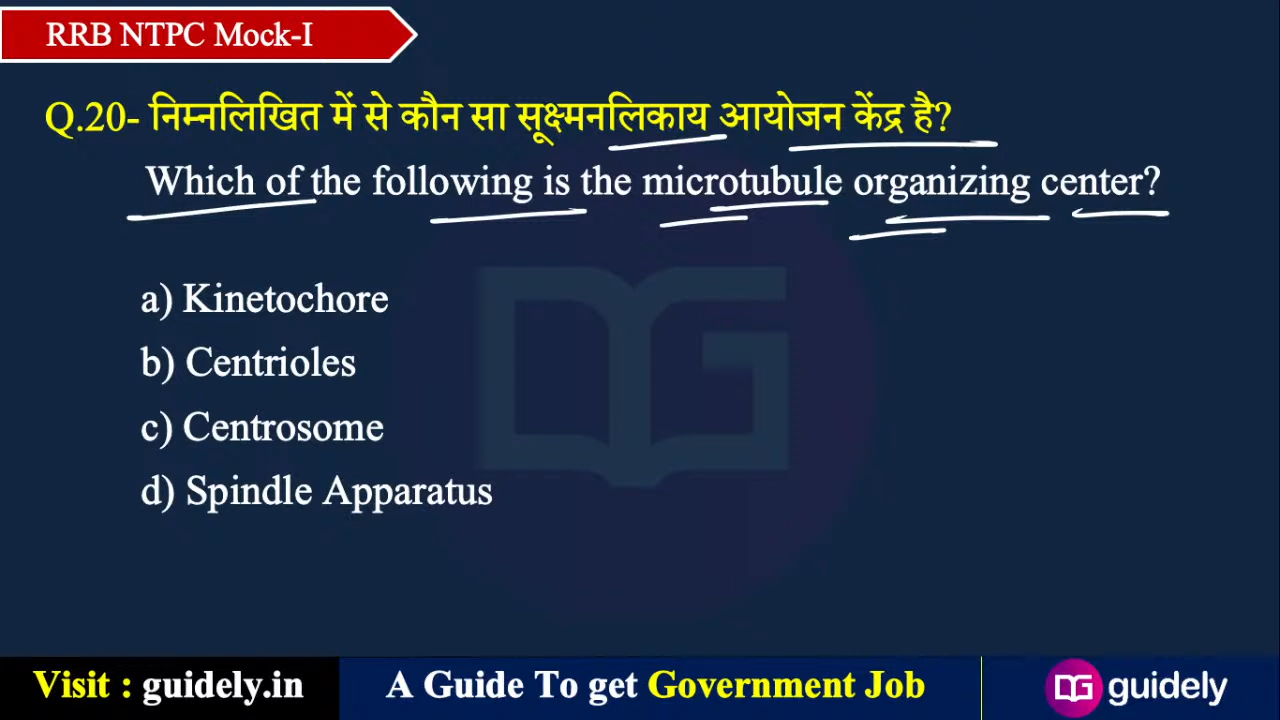 RRB NTPC Mock-I
Q.20- निम्नलिखित में से कौन सा सूक्ष्मनलिकाय आयोजन केंद्र है?
Which of the following is the microtubule organizing center?
a) Kinetochore
b) Centrioles
c) Centrosome
d) Spindle Apparatus
Visit : guidely.in
A Guide To get Government Job
guidely